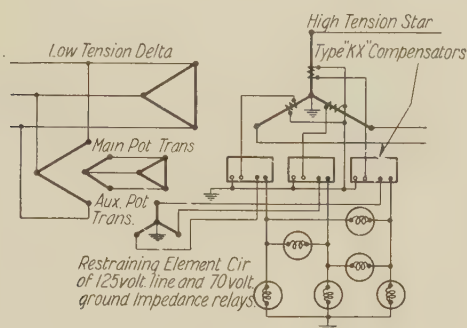 High Tension Star
Type "KX" Compensators
Low Tension Delta
Main Pot Trans
Aux. Pot
Trans.
Restraining Element Cir
of 125 volt. line and 70 volt.
ground Impedance relays.